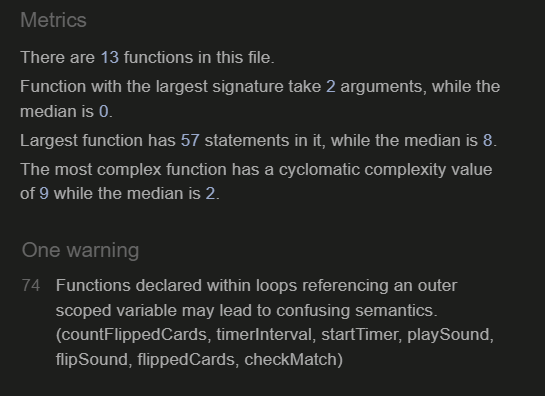 Metrics
There are 13 functions in this file.
Function with the largest signature take 2 arguments, while the
median is 0.
Largest function has 57 statements in it, while the median is 8.
The most complex function has a cyclomatic complexity value
of 9 while the median is 2.
One warning
74 Functions declared within loops referencing an outer
scoped variable may lead to confusing semantics.
(countFlippedCards, timerInterval, startTimer, playSound,
flipSound, flippedCards, checkMatch)